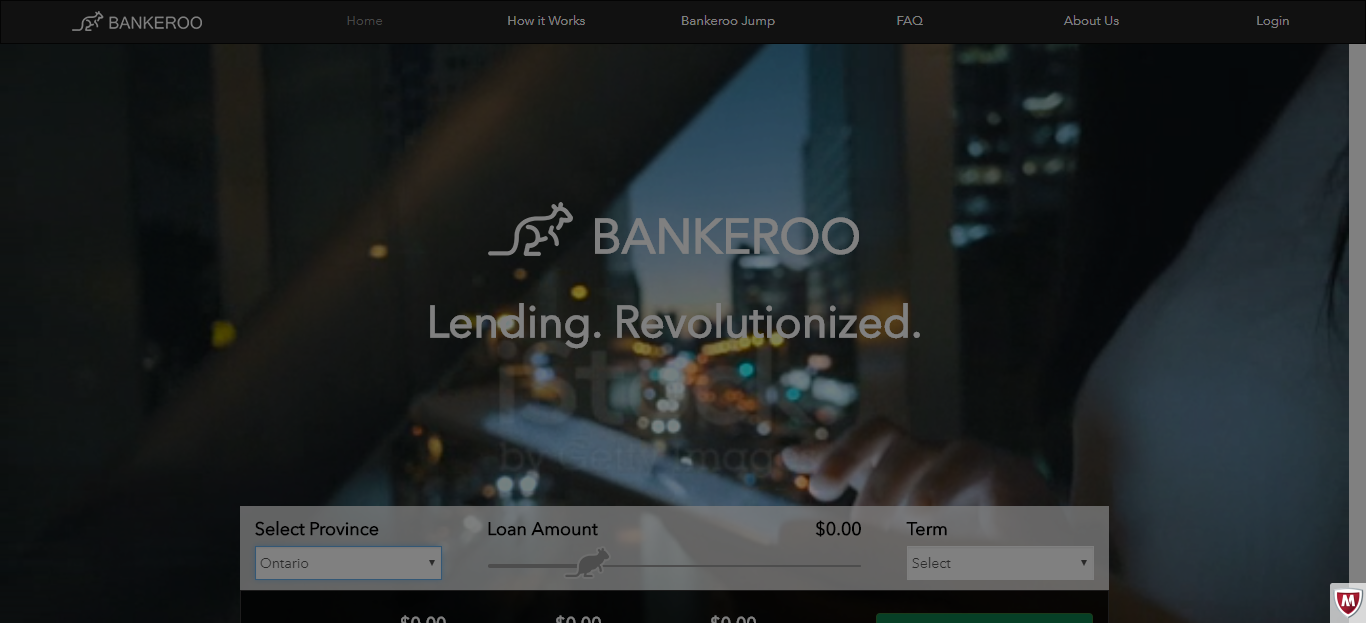 BANKEROO
Home
How it Works
Bankeroo Jump
FAQ
About Us
Login
BANKEROO
Lending. Revolutionized.
iStock
by Getty Images
Select Province
Loan Amount
$0.00
Term
Ontario
Select
$0.00
$0.00
$0.00